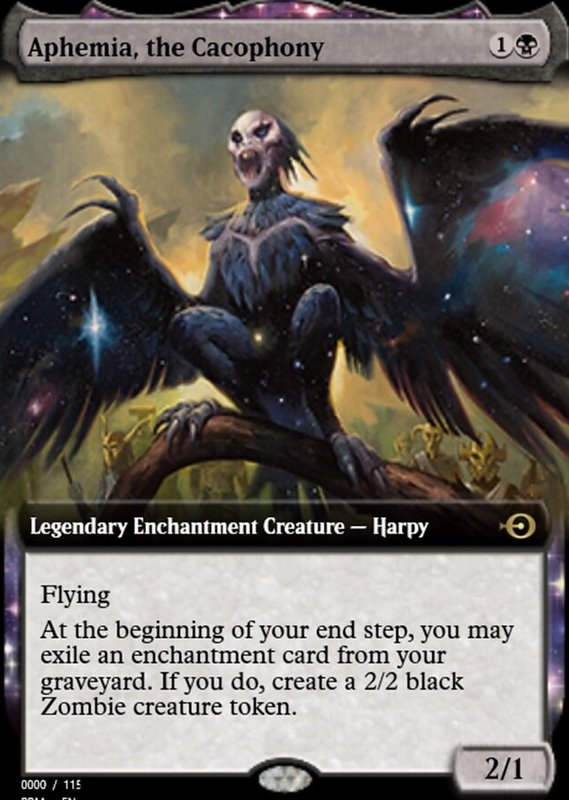 Aphemia, the Cacophony 1
Legendary Enchantment Creature — Harpy
Flying
At the beginning of your end step, you may
exile an enchantment card from your
graveyard. If you do, create a 2/2 black
Zombie creature token.
2/1
0000 / 115